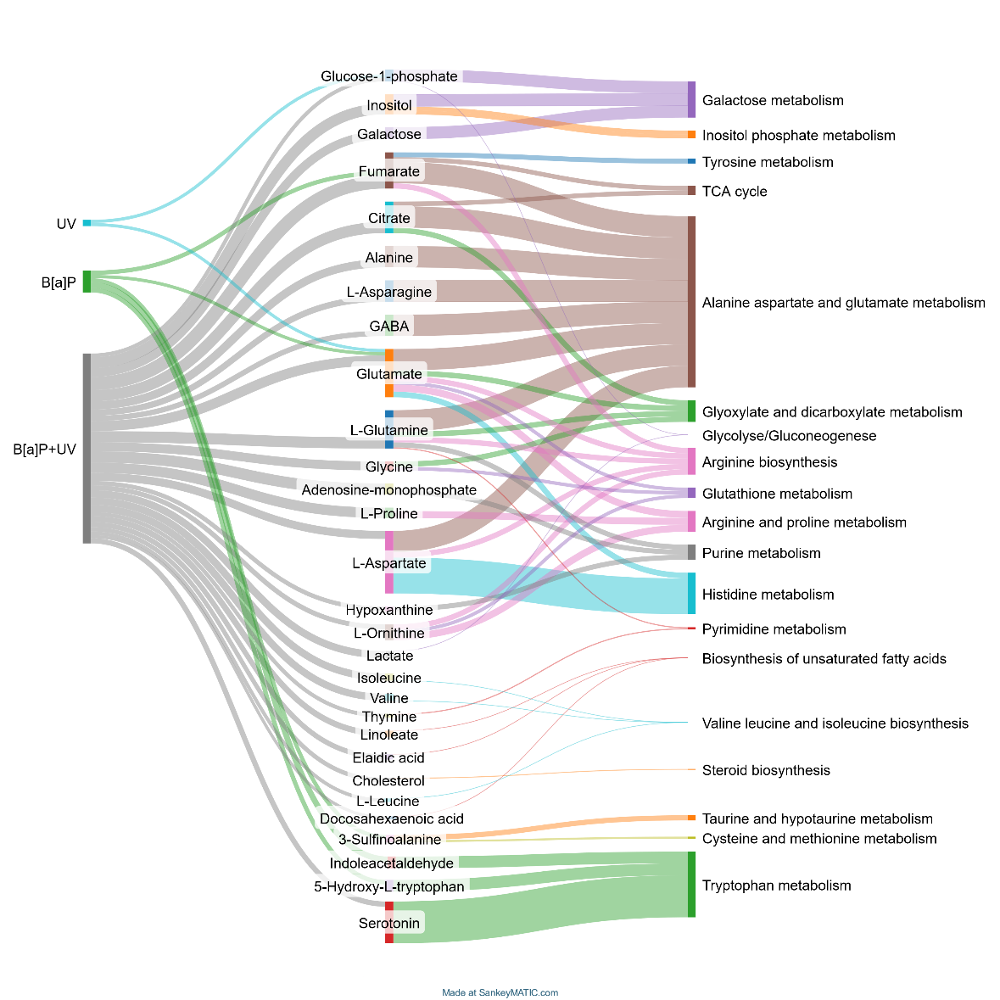 UV
B[a]P
B[a]P+UV
Glucose-1-phosphate
Inositol
Galactose
Fumarate
Citrate
Alanine
L-Asparagine
GABA
Glutamate
L-Glutamine
Glycine
Adenosine-monophosphate
L-Proline
L-Aspartate
Hypoxanthine
L-Ornithine
Lactate
Isoleucine
Valine
Thymine
Linoleate
Elaidic acid
Cholesterol
L-Leucine
Docosahexaenoic acid
3-Sulfinoalanine
Indoleacetaldehyde
5-Hydroxy-L-tryptophan
Serotonin
Galactose metabolism
Inositol phosphate metabolism
Tyrosine metabolism
TCA cycle
Alanine aspartate and glutamate metabolism
Glyoxylate and dicarboxylate metabolism
Glycolyse/Gluconeogenese
Arginine biosynthesis
Glutathione metabolism
Arginine and proline metabolism
Purine metabolism
Histidine metabolism
Pyrimidine metabolism
Biosynthesis of unsaturated fatty acids
Valine leucine and isoleucine biosynthesis
Steroid biosynthesis
Taurine and hypotaurine metabolism
Cysteine and methionine metabolism
Tryptophan metabolism
Made at SankeyMATIC.com